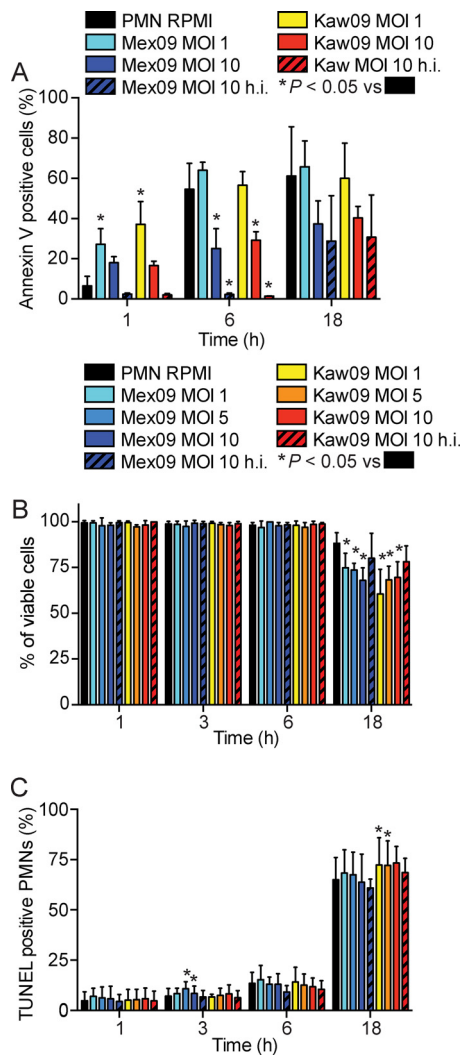 PMN RPMI
Kaw09 MOI 1
Mex09 MOI 1
Kaw09 MOI 10
Mex09 MOI 10
Kaw MOI 10 h.i.
Mex09 MOI 10 h.i.
*P < 0.05 vs
A
Annexin V positive cells (%)
100
80
60
40
20
0
* * * * * *
1 6 18
Time (h)
PMN RPMI
Kaw09 MOI 1
Mex09 MOI 1
Kaw09 MOI 5
Mex09 MOI 5
Kaw09 MOI 10
Mex09 MOI 10
Kaw09 MOI 10 h.i.
Mex09 MOI 10 h.i.
*P < 0.05 vs
B
% of viable cells
100
75
50
25
0
* * * * * *
1 3 6 18
Time (h)
C
TUNEL positive PMNs (%)
100
75
50
25
0
* * * *
1 3 6 18
Time (h)